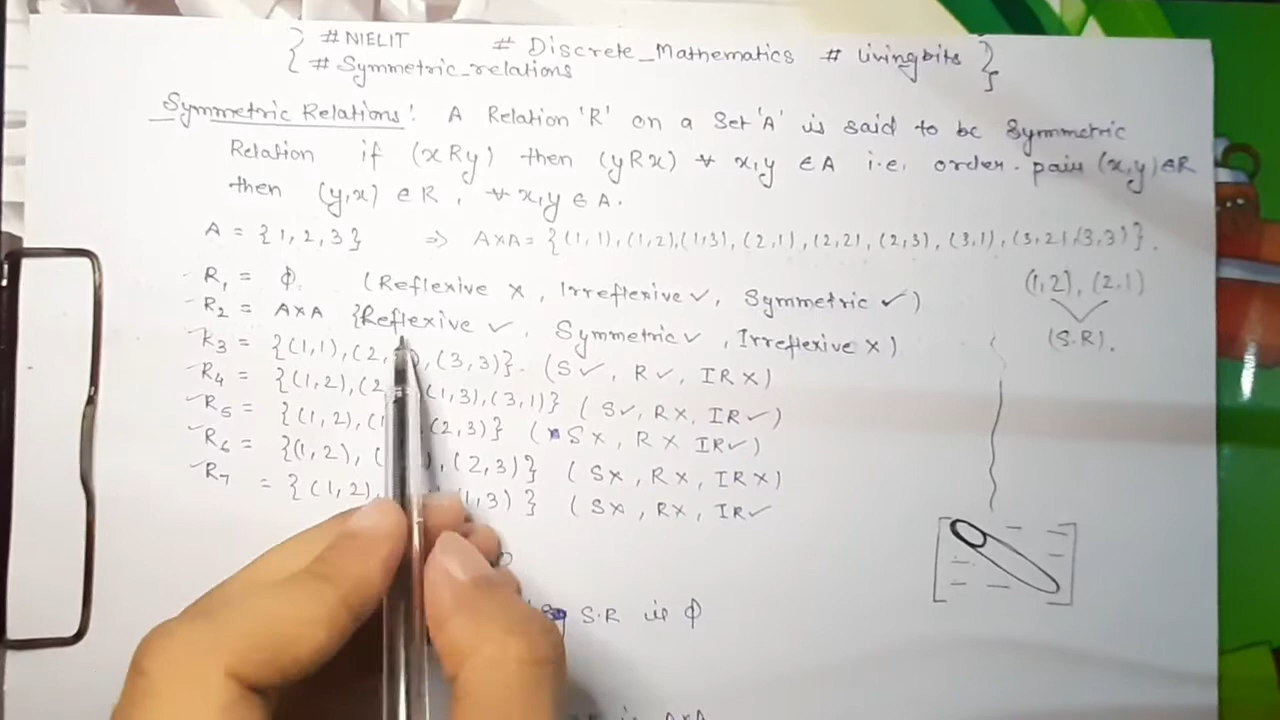 { #NIELIT # Discrete_Mathematics # Livingbits }
# Symmetric_relations
Symmetric Relations: A Relation 'R' on a Set 'A' is said to be Symmetric
Relation if (xRy) then (yRx) ∀ x,y ∈A i.e. order. pair (x,y)∈R
then (y,x) ∈ R, ∀ x,y ∈ A.
A = {1, 2, 3} ⇒ A×A = {(1,1),(1,2),(1,3), (2,1), (2,2), (2,3), (3,1), (3,2),(3,3)}.
R1 = ϕ. (Reflexive ×, Irreflexive ✓, Symmetric ✓)
(1,2), (2,1)
(S.R).
R2 = A×A {Reflexive ✓, Symmetric ✓, Irreflexive ×)
R3 = {(1,1),(2, ,(3,3)}. (S✓, R✓, IR×)
R4 = {(1,2),(2 (1,3),(3,1)} (S✓, R×, IR✓)
R5 = {(1,2),(1 (2,3)} (S×, R× IR✓)
R6 = {(1,2), ( ), (2,3)} (S×, R×, IR×)
R7 = {(1,2), (1,3)} (S×, R×, IR✓
S.R is ϕ
is A×A